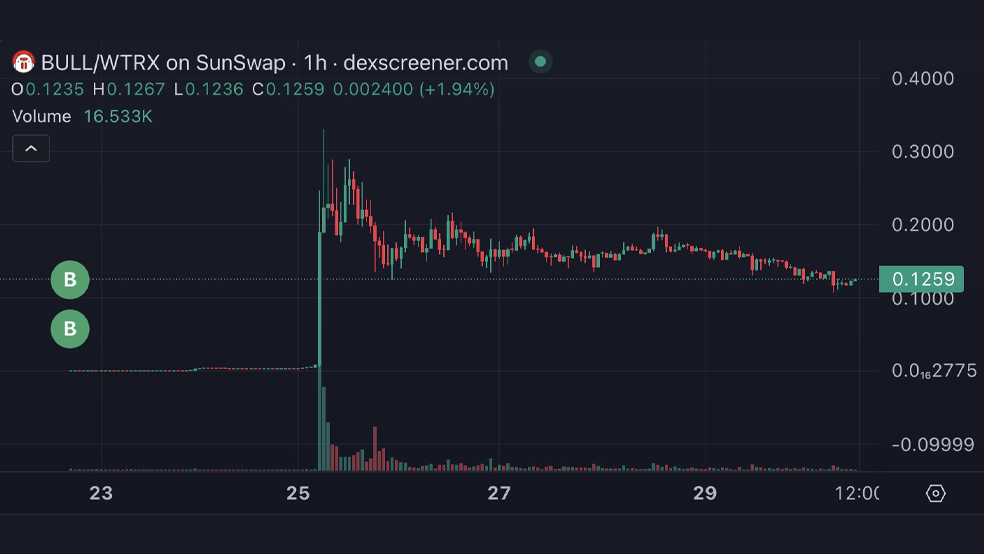 BULL/WTRX on SunSwap · 1h · dexscreener.com
O0.1235 H0.1267 L0.1236 C0.1259 0.002400 (+1.94%)
Volume 16.533K
0.4000
0.3000
0.2000
B
0.1259
0.1000
B
0.0₁₆2775
-0.09999
23 25 27 29 12:00